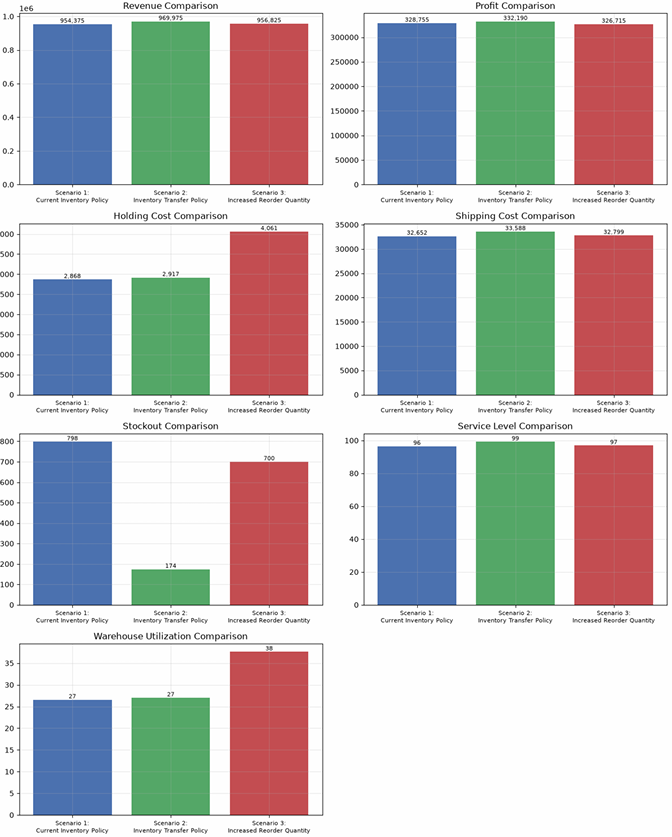 Revenue Comparison
1e6
1.0
0.8
0.6
0.4
0.2
0.0
954,375
969,975
956,825
Scenario 1:
Current Inventory Policy
Scenario 2:
Inventory Transfer Policy
Scenario 3:
Increased Reorder Quantity
Profit Comparison
300000
250000
200000
150000
100000
50000
0
328,755
332,190
326,715
Scenario 1:
Current Inventory Policy
Scenario 2:
Inventory Transfer Policy
Scenario 3:
Increased Reorder Quantity
Holding Cost Comparison
000
000
500
000
500
000
500
0
2,868
2,917
4,061
Scenario 1:
Current Inventory Policy
Scenario 2:
Inventory Transfer Policy
Scenario 3:
Increased Reorder Quantity
Shipping Cost Comparison
35000
30000
25000
20000
15000
10000
5000
0
32,652
33,588
32,799
Scenario 1:
Current Inventory Policy
Scenario 2:
Inventory Transfer Policy
Scenario 3:
Increased Reorder Quantity
Stockout Comparison
800
700
600
500
400
300
200
100
0
798
174
700
Scenario 1:
Current Inventory Policy
Scenario 2:
Inventory Transfer Policy
Scenario 3:
Increased Reorder Quantity
Service Level Comparison
100
80
60
40
20
0
96
99
97
Scenario 1:
Current Inventory Policy
Scenario 2:
Inventory Transfer Policy
Scenario 3:
Increased Reorder Quantity
Warehouse Utilization Comparison
35
30
25
20
15
10
5
0
27
27
38
Scenario 1:
Current Inventory Policy
Scenario 2:
Inventory Transfer Policy
Scenario 3:
Increased Reorder Quantity